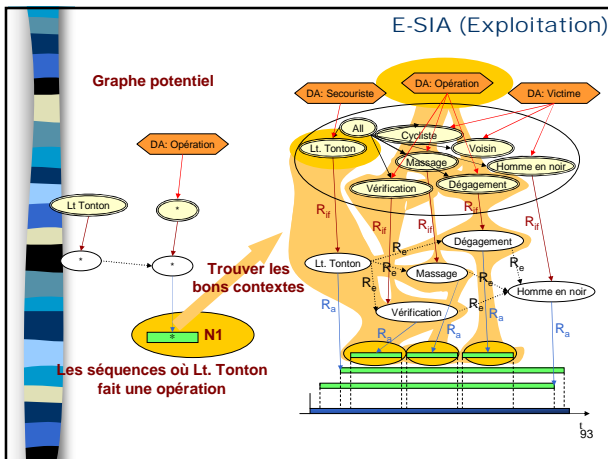 E-SIA (Exploitation)
Graphe potentiel
DA: Opération
Lt Tonton
*
*
*
* N1
Trouver les
bons contextes
Les séquences où Lt. Tonton
fait une opération
DA: Secouriste
DA: Opération
DA: Victime
All
Cycliste
Lt. Tonton
Voisin
Massage
Homme en noir
Vérification
Dégagement
Rif
Rif
Rif
Rif
Rif
Lt. Tonton
Re
Dégagement
Re
Massage
Re
Re
Re
Homme en noir
Vérification
Re
Ra
Ra
Ra
Ra
Ra
t
93